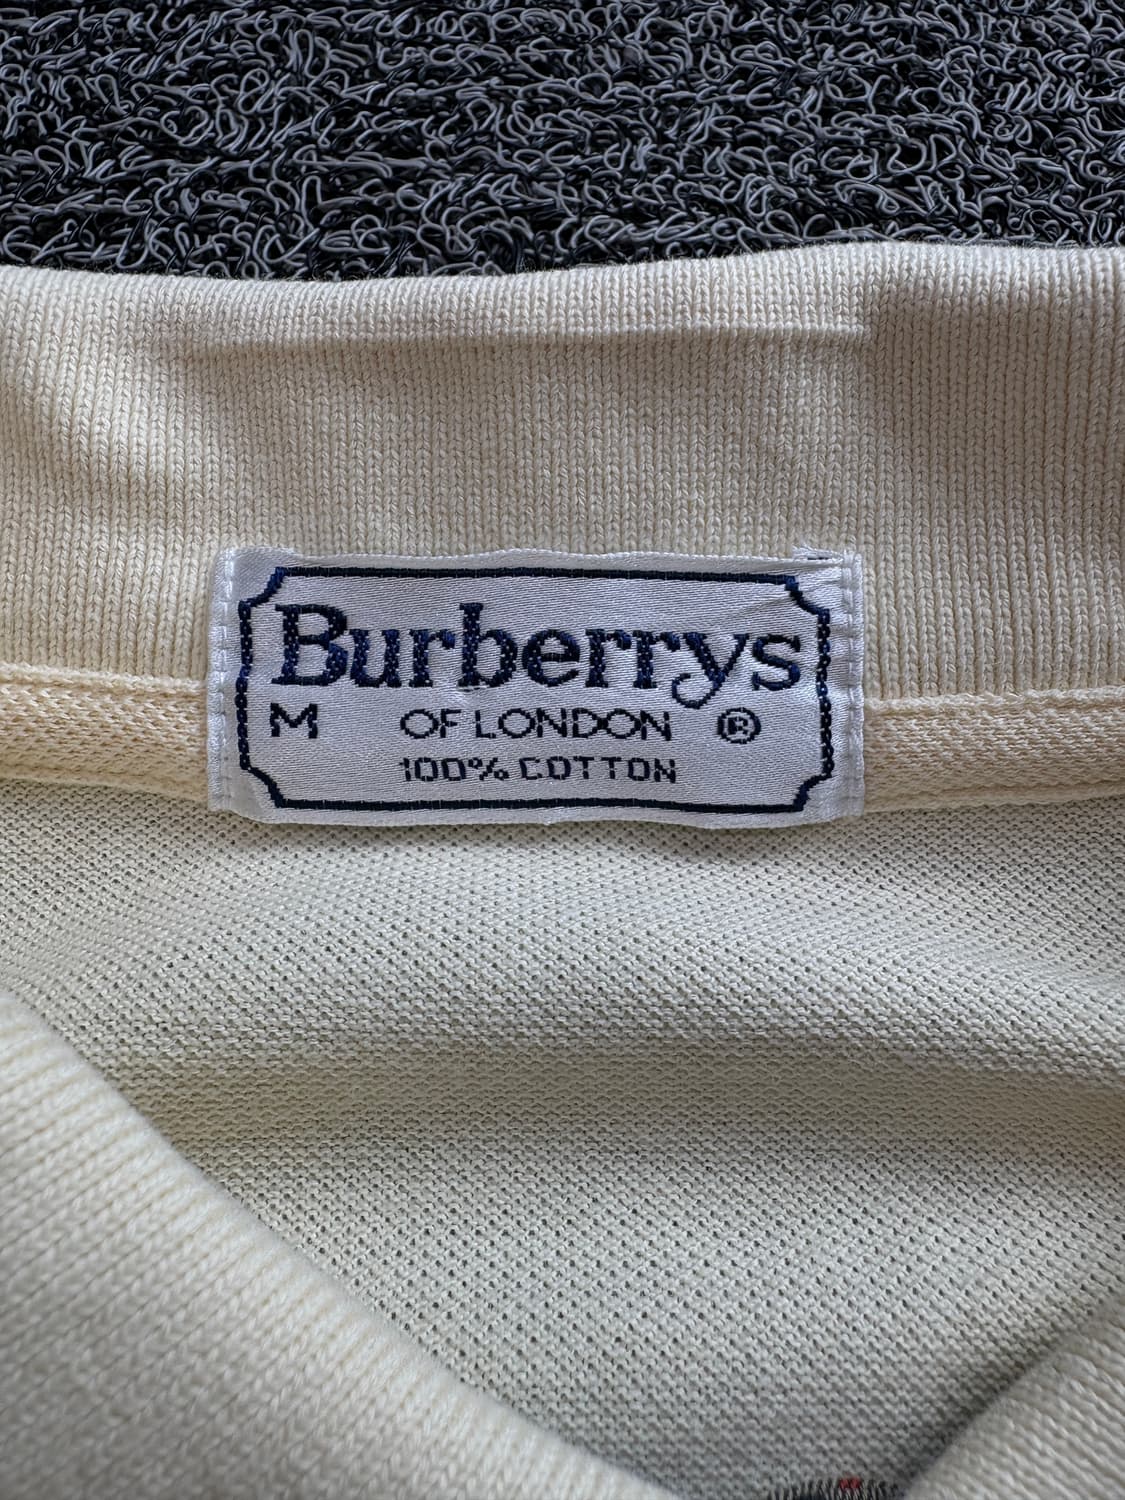 Burberrys
M OF LONDON ®
100% COTTON